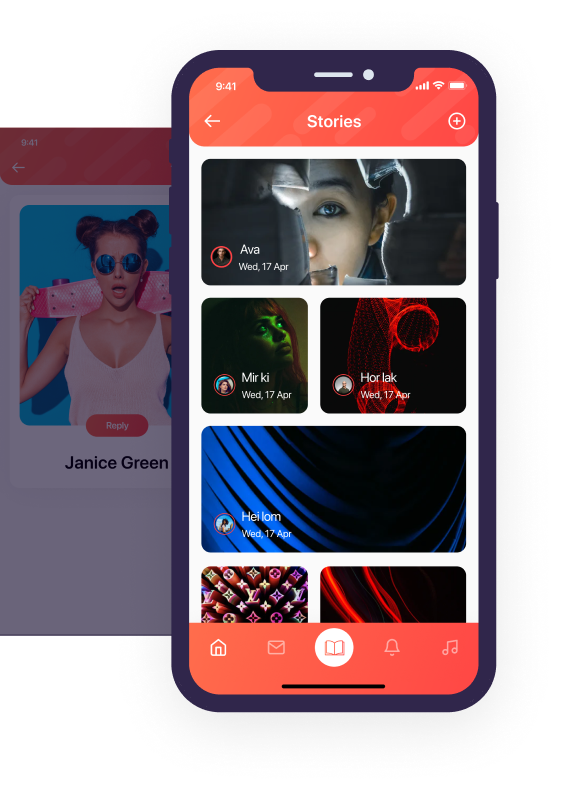 9:41
Stories
Ava
Wed, 17 Apr
Mir ki
Wed, 17 Apr
Hor lak
Wed, 17 Apr
Hei lom
Wed, 17 Apr
9:41
Reply
Janice Green